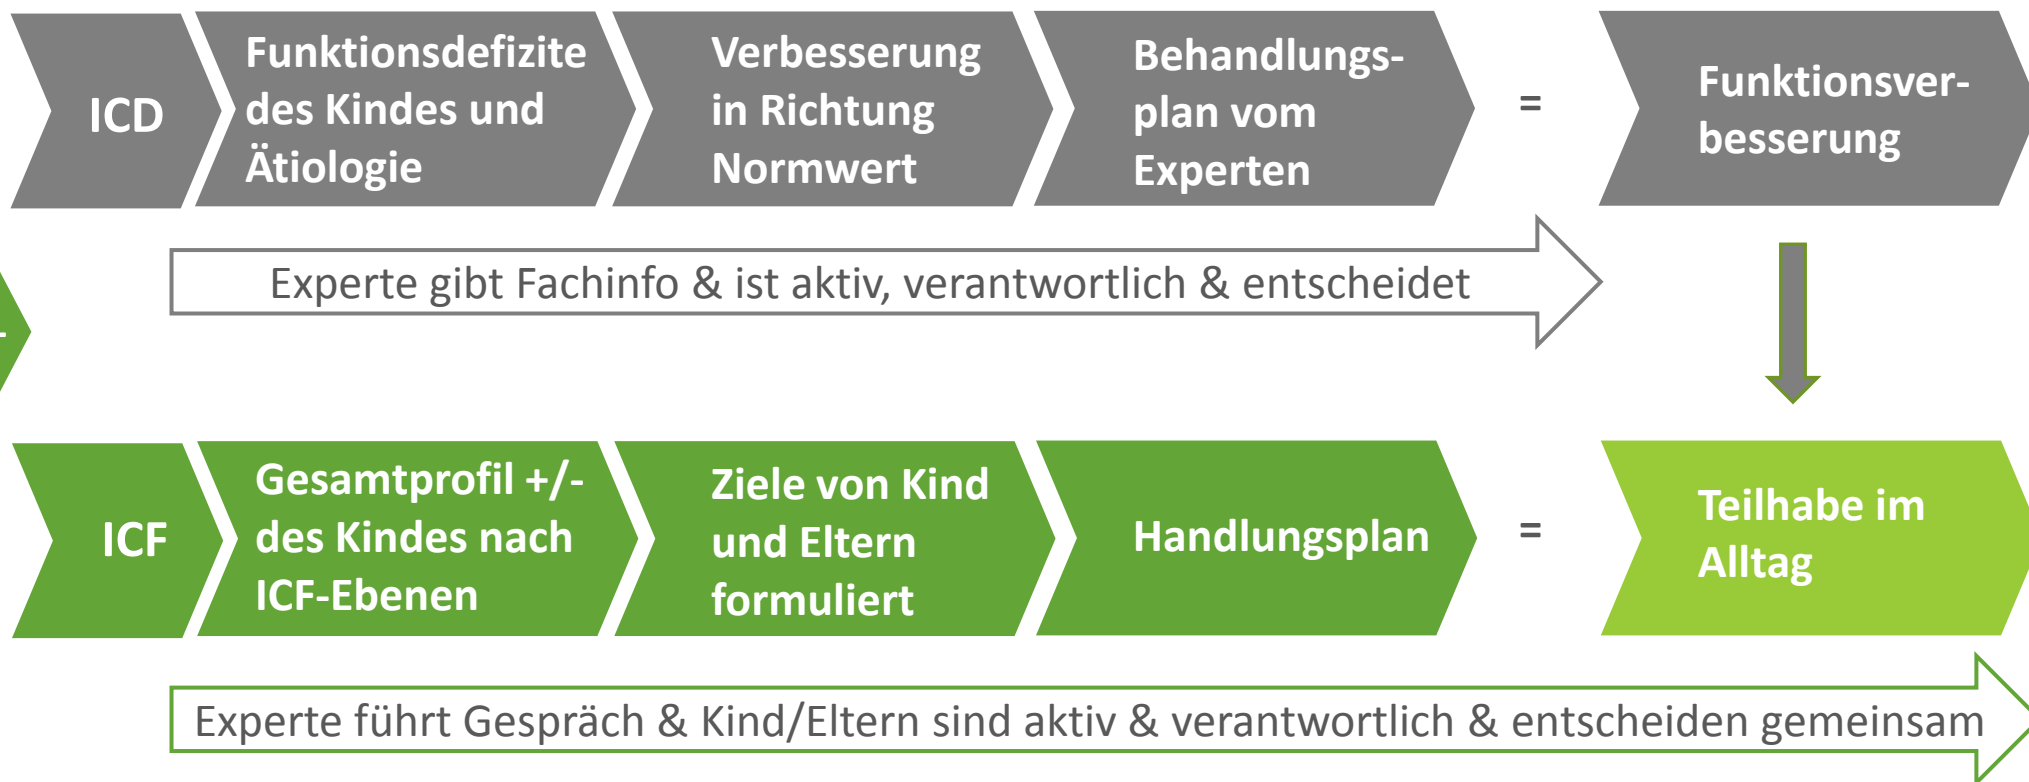 ICD
Funktionsdefizite
des Kindes und
Ätiologie
Verbesserung
in Richtung
Normwert
Behandlungs-
plan vom
Experten
=
Funktionsver-
besserung
Experte gibt Fachinfo & ist aktiv, verantwortlich & entscheidet
ICF
Gesamtprofil +/-
des Kindes nach
ICF-Ebenen
Ziele von Kind
und Eltern
formuliert
Handlungsplan
=
Teilhabe im
Alltag
Experte führt Gespräch & Kind/Eltern sind aktiv & verantwortlich & entscheiden gemeinsam